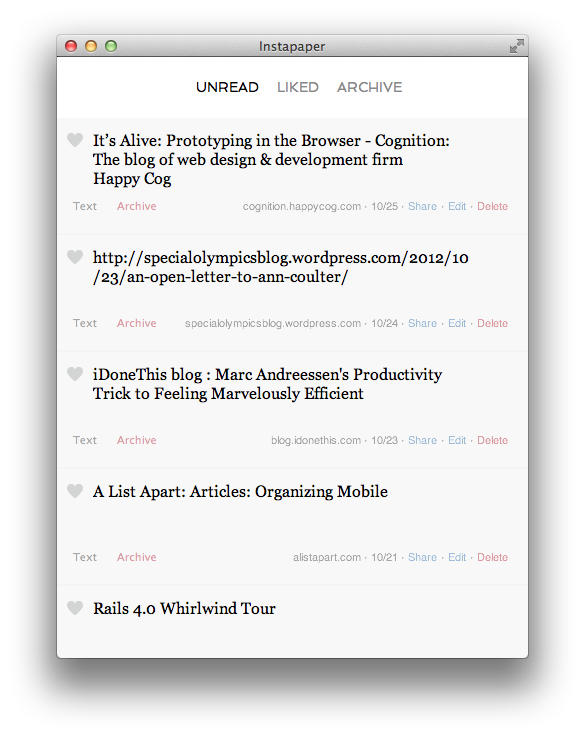 Instapaper
UNREAD LIKED ARCHIVE
It’s Alive: Prototyping in the Browser - Cognition:
The blog of web design & development firm
Happy Cog
Text Archive cognition.happycog.com · 10/25 · Share · Edit · Delete
http://specialolympicsblog.wordpress.com/2012/10
/23/an-open-letter-to-ann-coulter/
Text Archive specialolympicsblog.wordpress.com · 10/24 · Share · Edit · Delete
iDoneThis blog : Marc Andreessen's Productivity
Trick to Feeling Marvelously Efficient
Text Archive blog.idonethis.com · 10/23 · Share · Edit · Delete
A List Apart: Articles: Organizing Mobile
Text Archive alistapart.com · 10/21 · Share · Edit · Delete
Rails 4.0 Whirlwind Tour